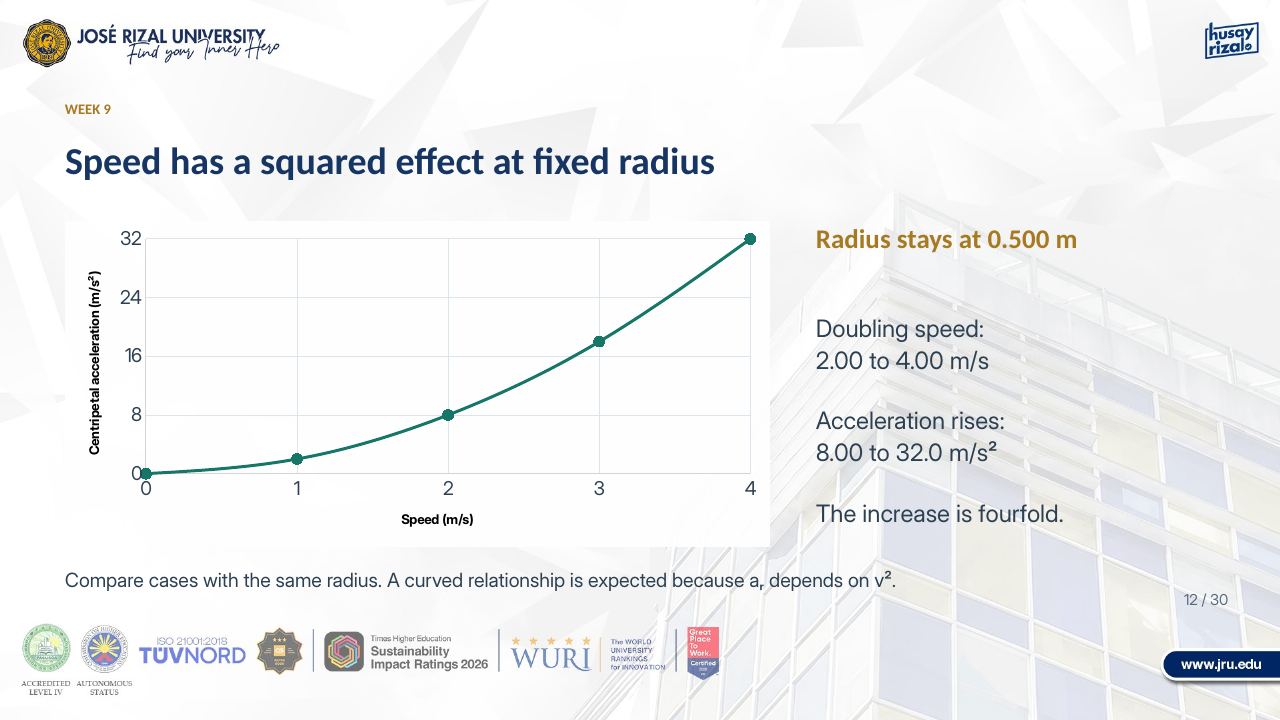 JOSÉ RIZAL UNIVERSITY
Find your Inner Hero
husay
rizal
WEEK 9
Speed has a squared effect at fixed radius
32
24
16
8
0
0 1 2 3 4
Centripetal acceleration (m/s²)
Speed (m/s)
Radius stays at 0.500 m
Doubling speed:
2.00 to 4.00 m/s
Acceleration rises:
8.00 to 32.0 m/s²
The increase is fourfold.
Compare cases with the same radius. A curved relationship is expected because aᵣ depends on v².
12 / 30
ACCREDITED
LEVEL IV
AUTONOMOUS
STATUS
ISO 21001:2018
TÜVNORD
Times Higher Education
Sustainability
Impact Ratings 2026
WURI
The WORLD
UNIVERSITY
RANKINGS
for INNOVATION
Great
Place
To
Work.
Certified
www.jru.edu